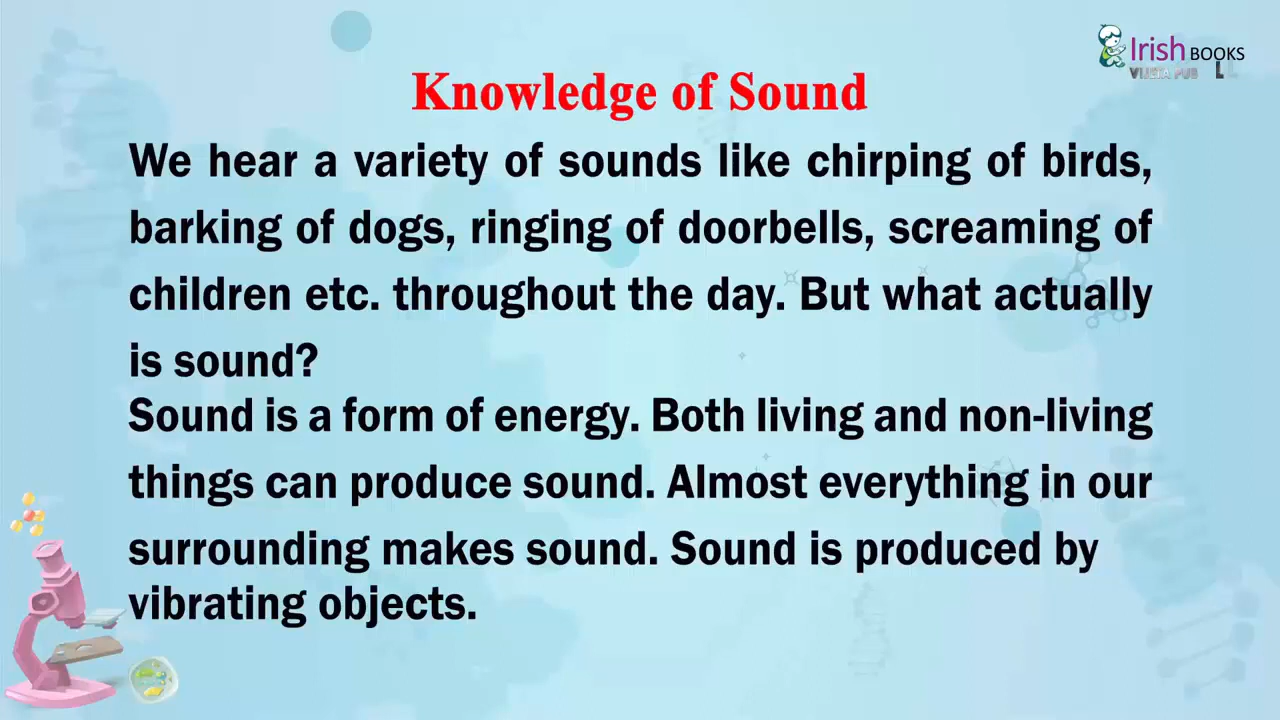 Irish BOOKS
Knowledge of Sound
We hear a variety of sounds like chirping of birds,
barking of dogs, ringing of doorbells, screaming of
children etc. throughout the day. But what actually
is sound?
Sound is a form of energy. Both living and non-living
things can produce sound. Almost everything in our
surrounding makes sound. Sound is produced by
vibrating objects.